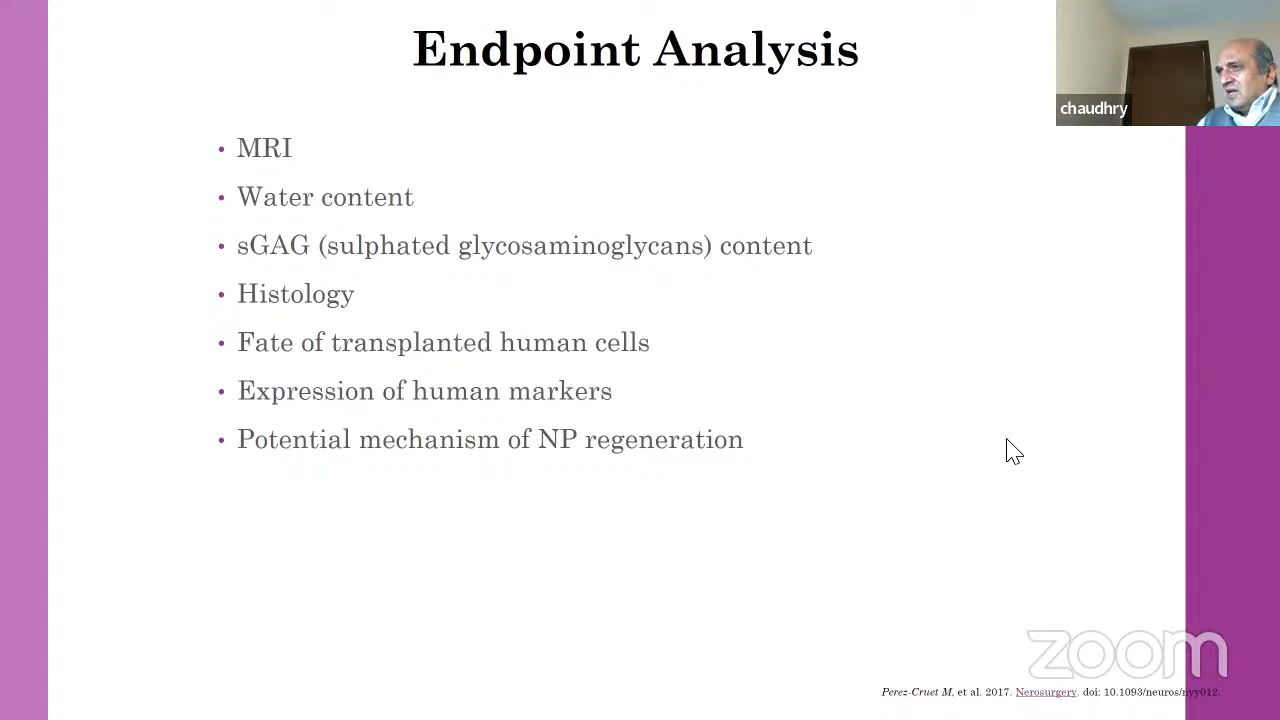 Endpoint Analysis
chaudhry
• MRI
• Water content
• sGAG (sulphated glycosaminoglycans) content
• Histology
• Fate of transplanted human cells
• Expression of human markers
• Potential mechanism of NP regeneration
zoom
Perez-Cruet M, et al. 2017. Nerosurgery. doi: 10.1093/neuros/nyy012.